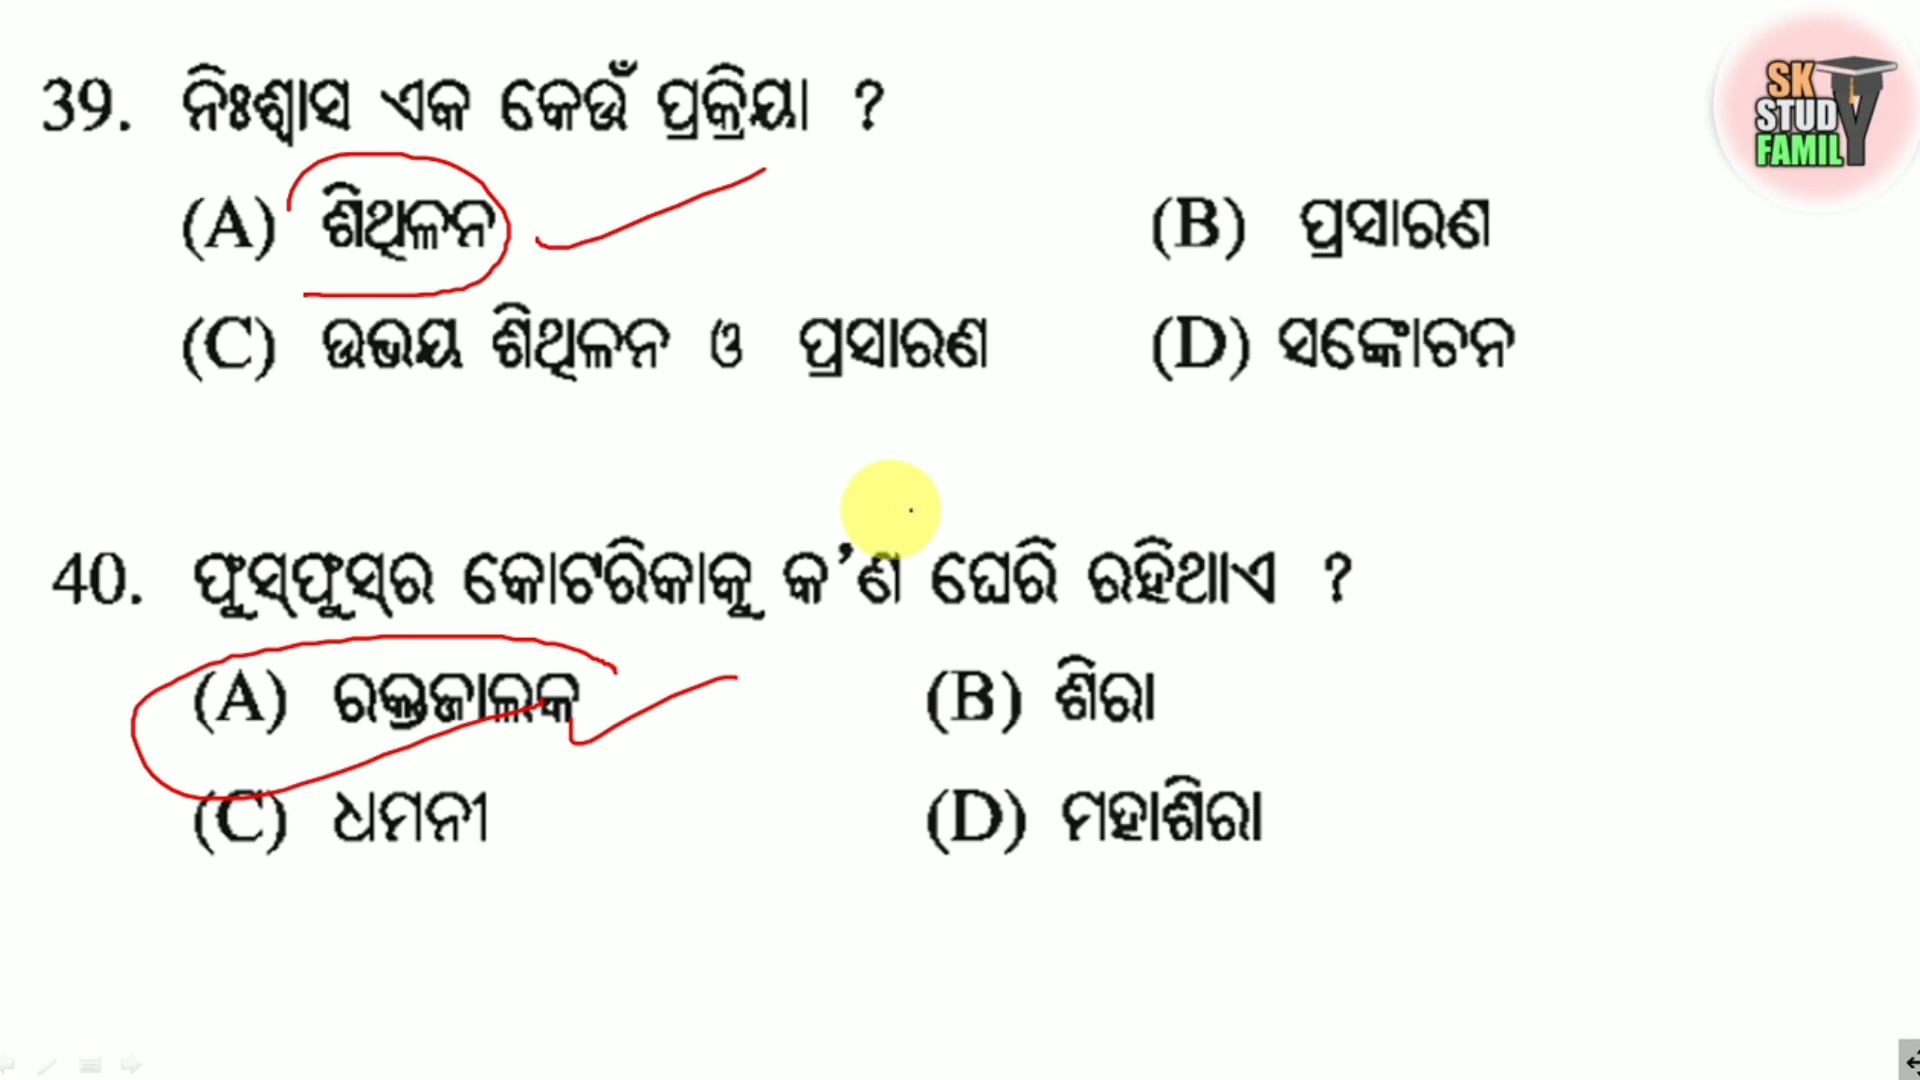 39. ନିଃଶ୍ୱାସ ଏକ କେଉଁ ପ୍ରକ୍ରିୟା ?
(A) ଶିଥିଳନ (B) ପ୍ରସାରଣ
(C) ଉଭୟ ଶିଥିଳନ ଓ ପ୍ରସାରଣ (D) ସଙ୍କୋଚନ
40. ଫୁସ୍‌ଫୁସ୍‌ର କୋଟରିକାକୁ କ’ଣ ଘେରି ରହିଥାଏ ?
(A) ରକ୍ତଜାଲକ (B) ଶିରା
(C) ଧମନୀ (D) ମହାଶିରା
SK
STUDY
FAMILY